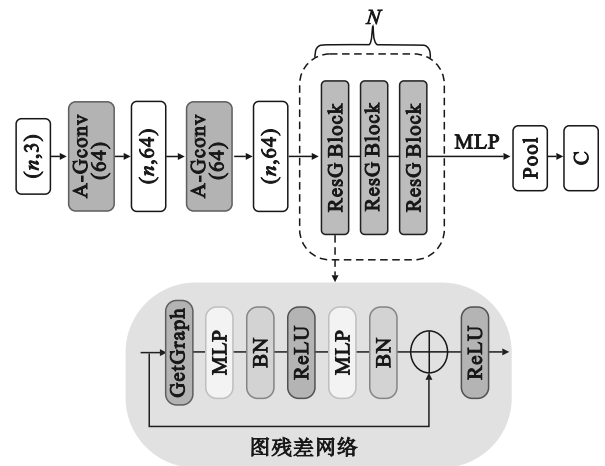 N
(n,3)
A-Gconv
(64)
(n,64)
A-Gconv
(64)
(n,64)
ResG Block
ResG Block
ResG Block
MLP
Pool
C
GetGraph
MLP
BN
ReLU
MLP
BN
ReLU
图残差网络